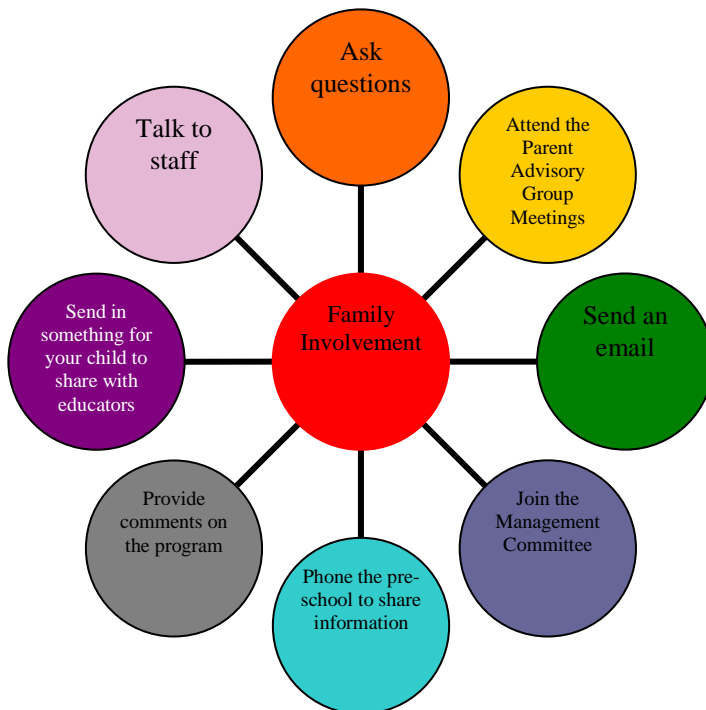 Ask
questions
Attend the
Parent
Advisory
Group
Meetings
Send an
email
Join the
Management
Committee
Phone the pre-
school to share
information
Provide
comments on
the program
Send in
something for
your child to
share with
educators
Talk to
staff
Family
Involvement